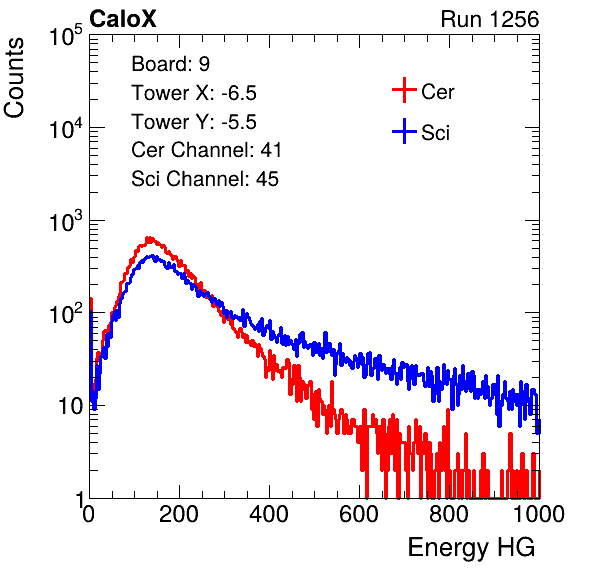 CaloX Run 1256
Counts
Board: 9
Tower X: -6.5
Tower Y: -5.5
Cer Channel: 41
Sci Channel: 45
Cer
Sci
10^5
10^4
10^3
10^2
10
1
0 200 400 600 800 1000
Energy HG